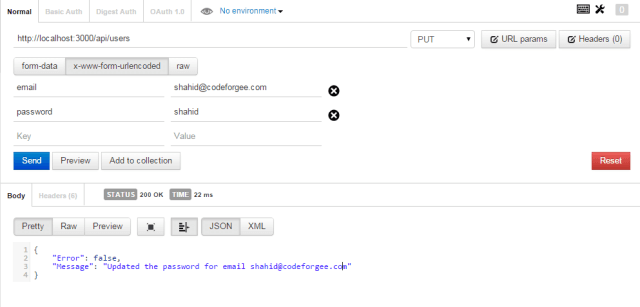 Normal Basic Auth Digest Auth OAuth 1.0 No environment 0
http://localhost:3000/api/users PUT URL params Headers (0)
form-data x-www-form-urlencoded raw
email shahid@codeforgee.com
password shahid
Key Value
Send Preview Add to collection Reset
Body Headers (6) STATUS 200 OK TIME 22 ms
Pretty Raw Preview JSON XML
1 {
2 "Error": false,
3 "Message": "Updated the password for email shahid@codeforgee.com"
4 }